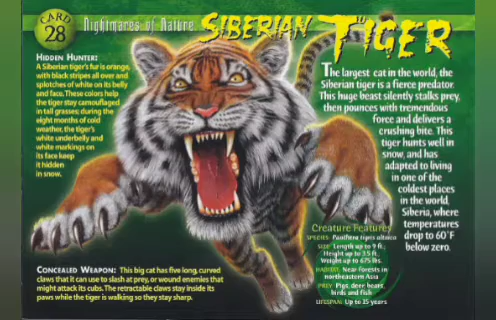 CARD
28
Nightmares of Nature
SIBERIAN TIGER
HIDDEN HUNTER:
A Siberian tiger's fur is orange,
with black stripes all over and
splotches of white on its belly
and face. These colors help
the tiger stay camouflaged
in tall grasses; during the
eight months of cold
weather, the tiger's
white underbelly and
white markings on
its face keep
it hidden
in snow.
The largest cat in the world, the
Siberian tiger is a fierce predator.
This huge beast silently stalks prey,
then pounces with tremendous
force and delivers a
crushing bite. This
tiger hunts well in
snow, and has
adapted to living
in one of the
coldest places
in the world,
Siberia, where
temperatures
drop to 60°F
below zero.
Creature Features
SPECIES: Panthera tigris altaica
SIZE: Length up to 9 ft.
Height up to 3.5 ft.
Weight up to 675 lbs.
HABITAT: Near forests in
northeastern Asia
PREY: Pigs, deer, hears,
birds and fish
LIFESPAN: Up to 25 years
CONCEALED WEAPON: This big cat has five long, curved
claws that it can use to slash at prey, or wound enemies that
might attack its cubs. The retractable claws stay inside its
paws while the tiger is walking so they stay sharp.